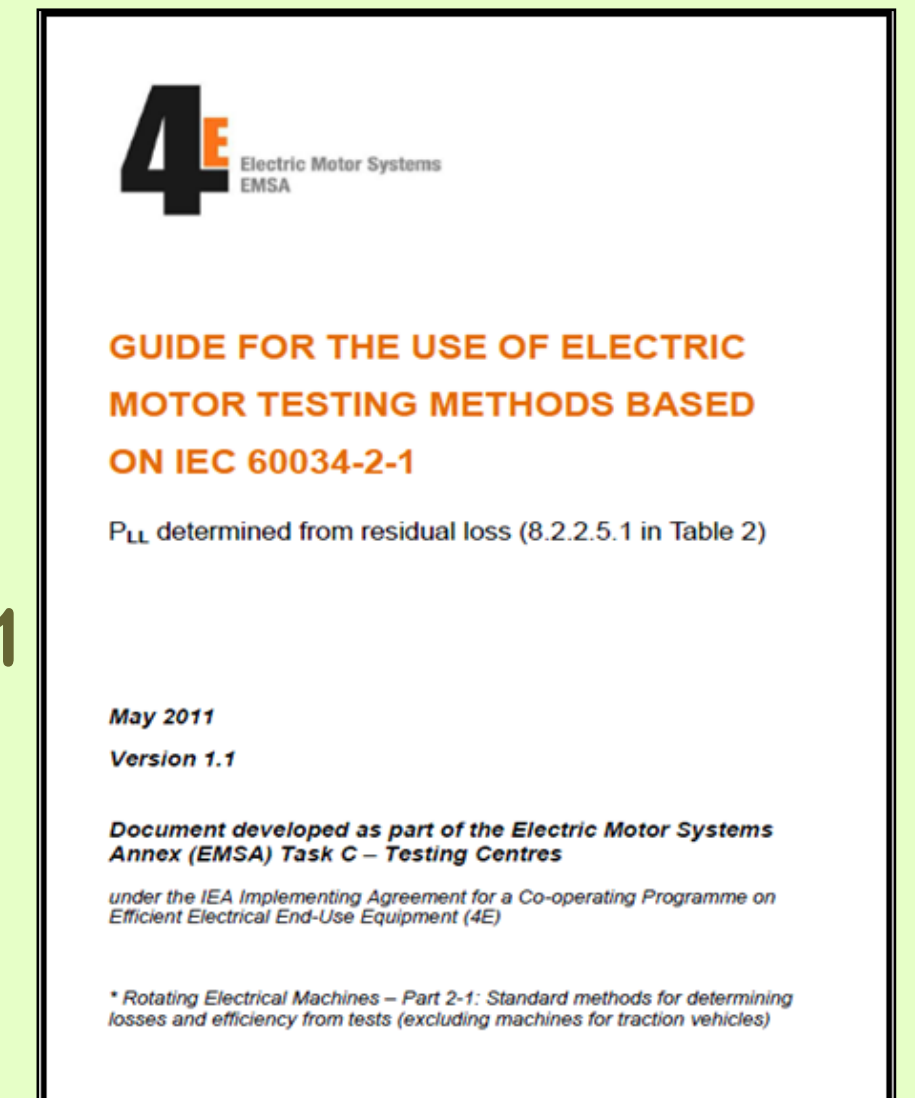 4E
Electric Motor Systems
EMSA
GUIDE FOR THE USE OF ELECTRIC
MOTOR TESTING METHODS BASED
ON IEC 60034-2-1
PLL determined from residual loss (8.2.2.5.1 in Table 2)
1
May 2011
Version 1.1
Document developed as part of the Electric Motor Systems
Annex (EMSA) Task C – Testing Centres
under the IEA Implementing Agreement for a Co-operating Programme on
Efficient Electrical End-Use Equipment (4E)
* Rotating Electrical Machines – Part 2-1: Standard methods for determining
losses and efficiency from tests (excluding machines for traction vehicles)